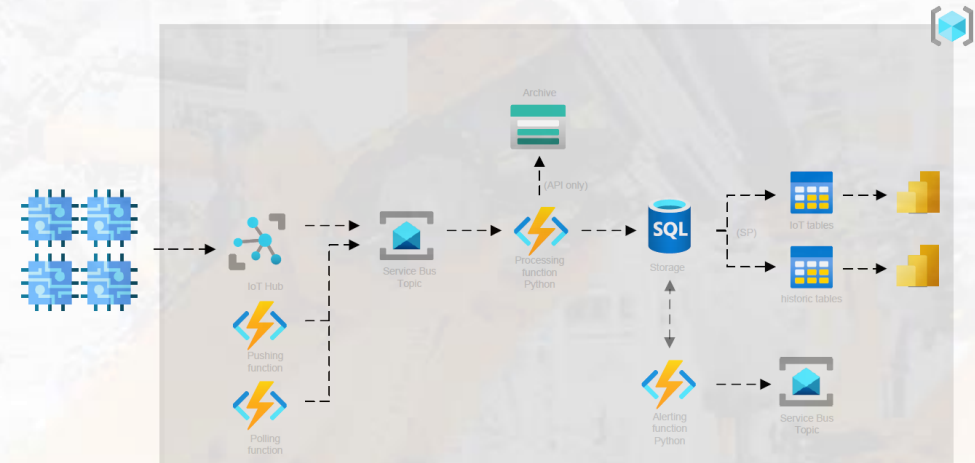 Archive
(API only)
IoT Hub
Service Bus
Topic
Processing
function
Python
SQL
Storage
(SP)
IoT tables
historic tables
Pushing
function
Polling
function
Alerting
function
Python
Service Bus
Topic